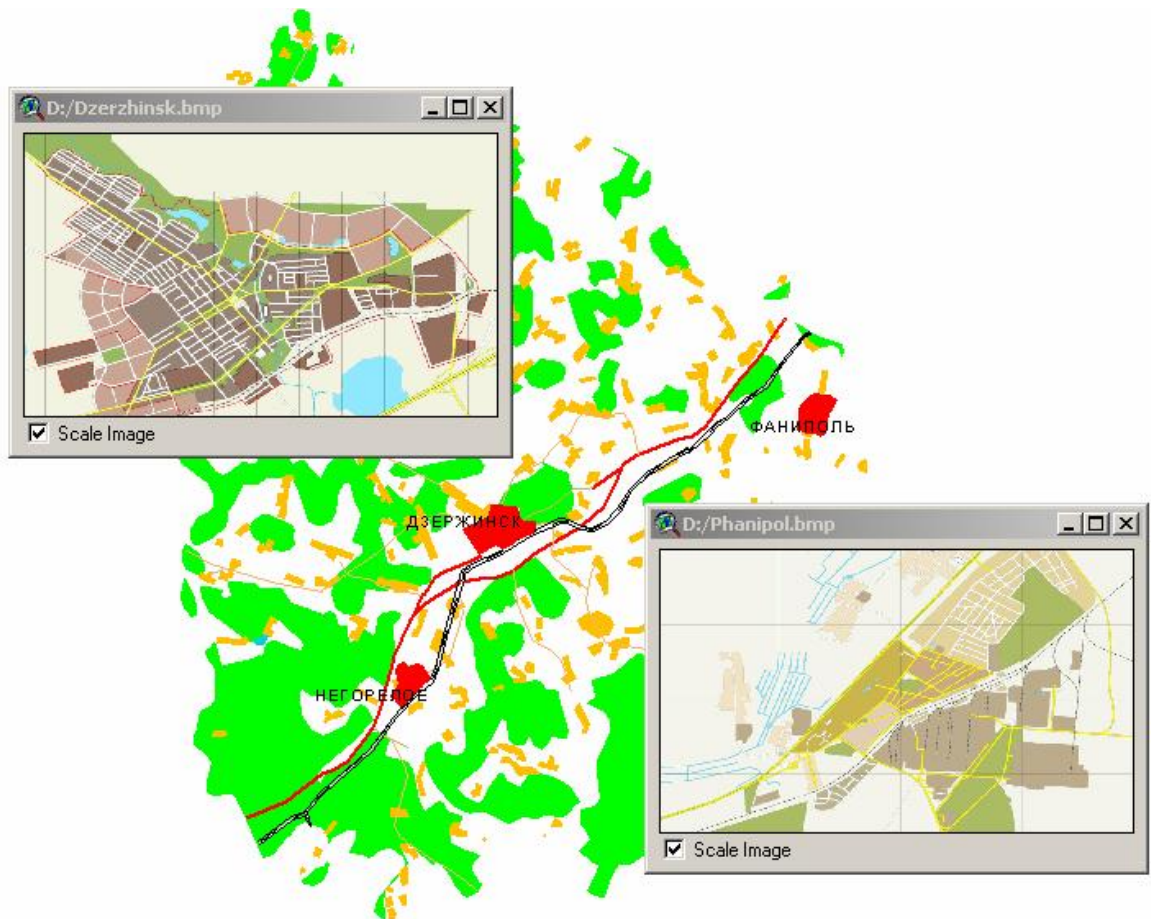 D:/Dzerzhinsk.bmp
Scale Image
ФАНИПОЛЬ
ДЗЕРЖИНСК
D:/Phanipol.bmp
НЕГОРЕЛОЕ
Scale Image